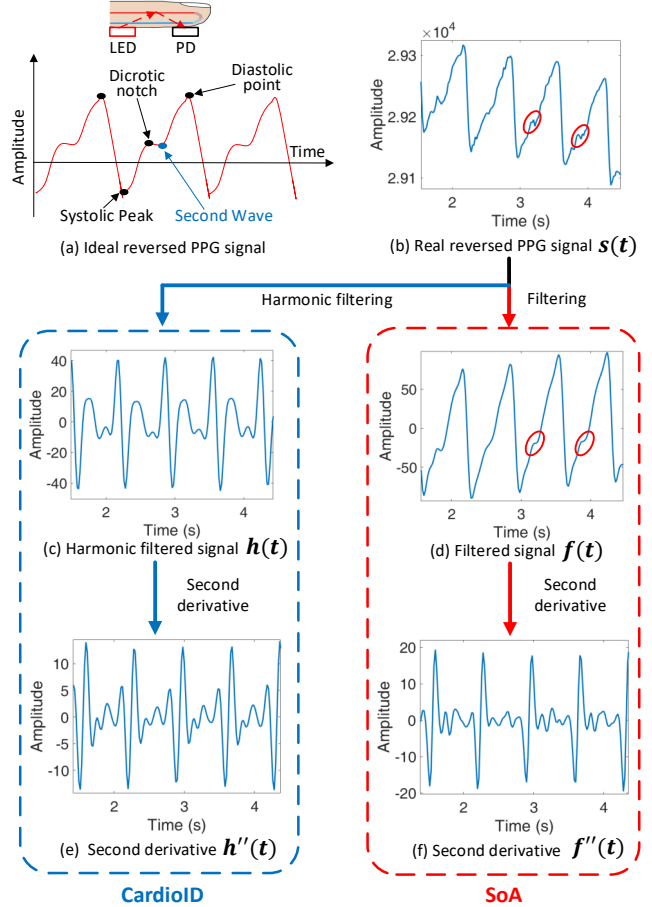 LED
PD
Dicrotic
notch
Diastolic
point
Amplitude
Time
Systolic Peak
Second Wave
(a) Ideal reversed PPG signal
×10⁴
2.93
2.92
2.91
2
3
4
Time (s)
(b) Real reversed PPG signal s(t)
Harmonic filtering
Filtering
Amplitude
40
20
0
-20
-40
2
3
4
Time (s)
(c) Harmonic filtered signal h(t)
Amplitude
50
0
-50
2
3
4
Time (s)
(d) Filtered signal f(t)
Second
derivative
Second
derivative
Amplitude
10
5
0
-5
-10
2
3
4
Time (s)
(e) Second derivative h''(t)
Amplitude
20
10
0
-10
-20
2
3
4
Time (s)
(f) Second derivative f''(t)
CardioID
SoA